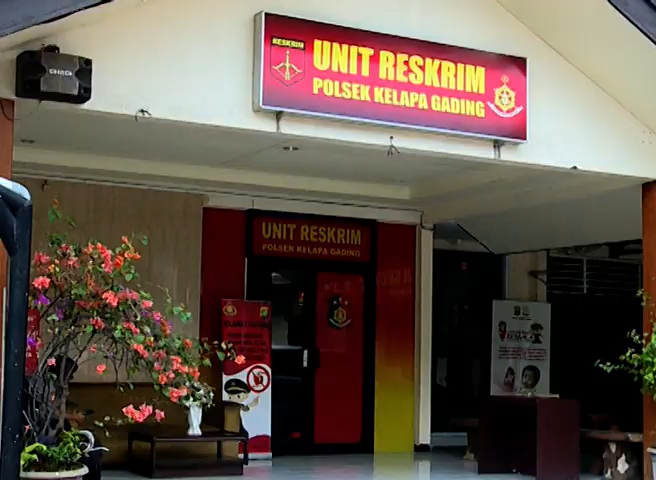 RESKRIM
UNIT RESKRIM
POLSEK KELAPA GADING
UNIT RESKRIM
POLSEK KELAPA GADING